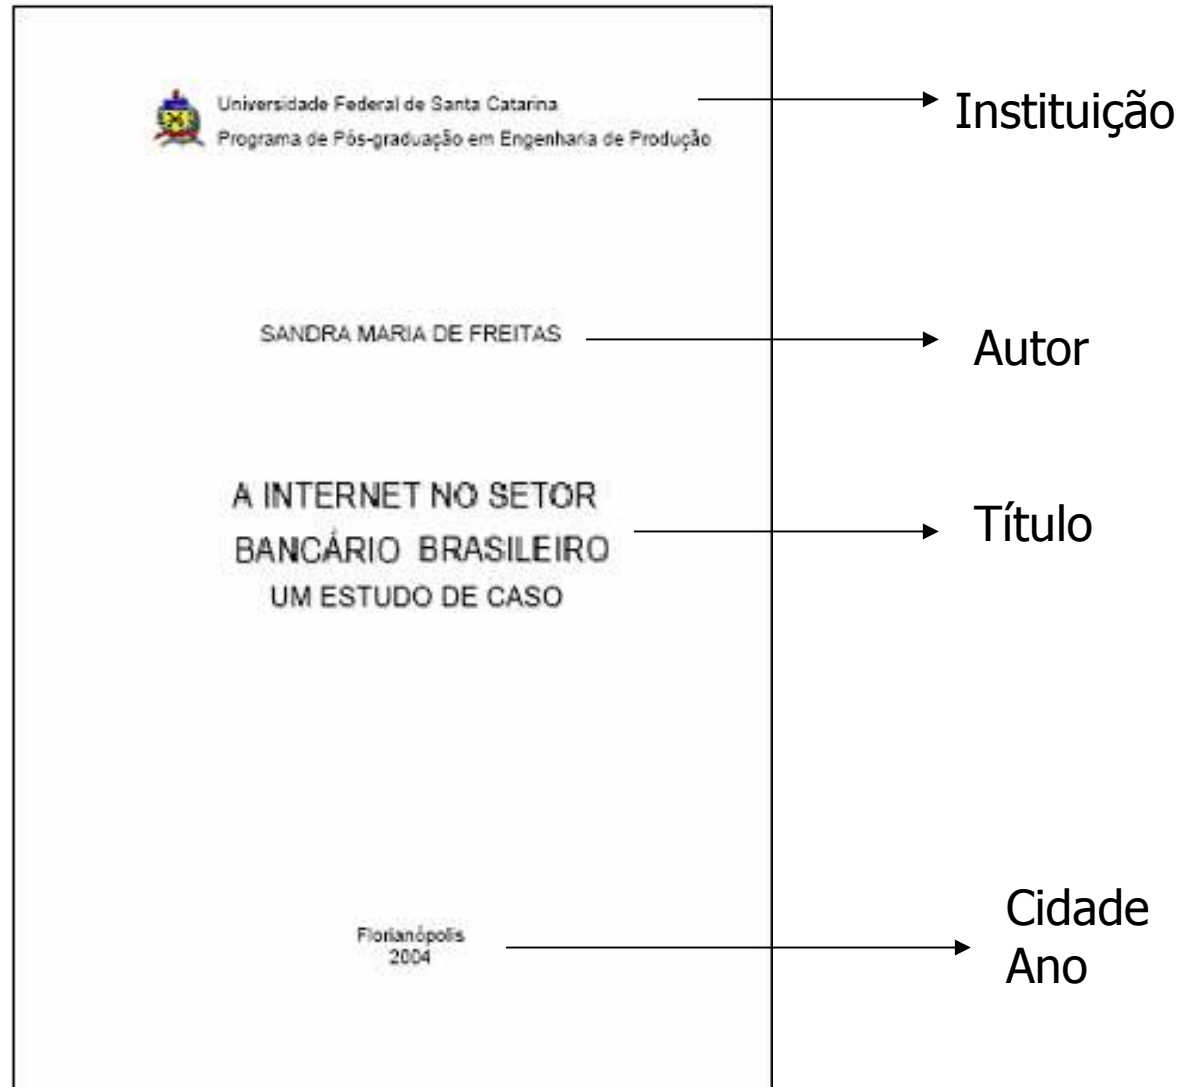 Universidade Federal de Santa Catarina
Programa de Pós-graduação em Engenharia de Produção
Instituição
SANDRA MARIA DE FREITAS
Autor
A INTERNET NO SETOR
BANCÁRIO BRASILEIRO
UM ESTUDO DE CASO
Título
Florianópolis
2004
Cidade
Ano